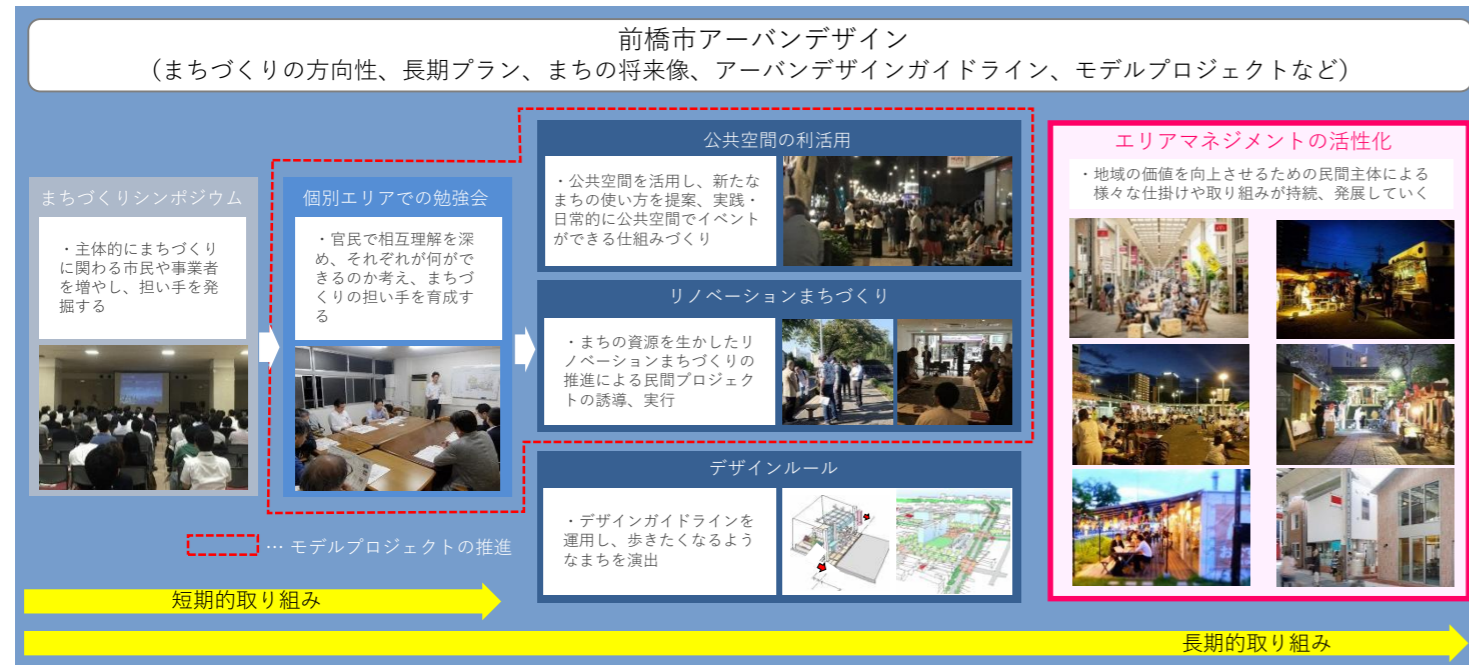 前橋市アーバンデザイン
（まちづくりの方向性、長期プラン、まちの将来像、アーバンデザインガイドライン、モデルプロジェクトなど）
まちづくりシンポジウム
・主体的にまちづくり
に関わる市民や事業者
を増やし、担い手を発
掘する
個別エリアでの勉強会
・官民で相互理解を深
め、それぞれが何がで
きるのか考え、まちづ
くりの担い手を育成す
る
公共空間の利活用
・公共空間を活用し、新たな
まちの使い方を提案、実践・
日常的に公共空間でイベント
ができる仕組みづくり
リノベーションまちづくり
・まちの資源を生かしたリ
ノベーションまちづくりの
推進による民間プロジェク
トの誘導、実行
デザインルール
・デザインガイドラインを
運用し、歩きたくなるよう
なまちを演出
エリアマネジメントの活性化
・地域の価値を向上させるための民間主体による
様々な仕掛けや取り組みが持続、発展していく
… モデルプロジェクトの推進
短期的取り組み
長期的取り組み